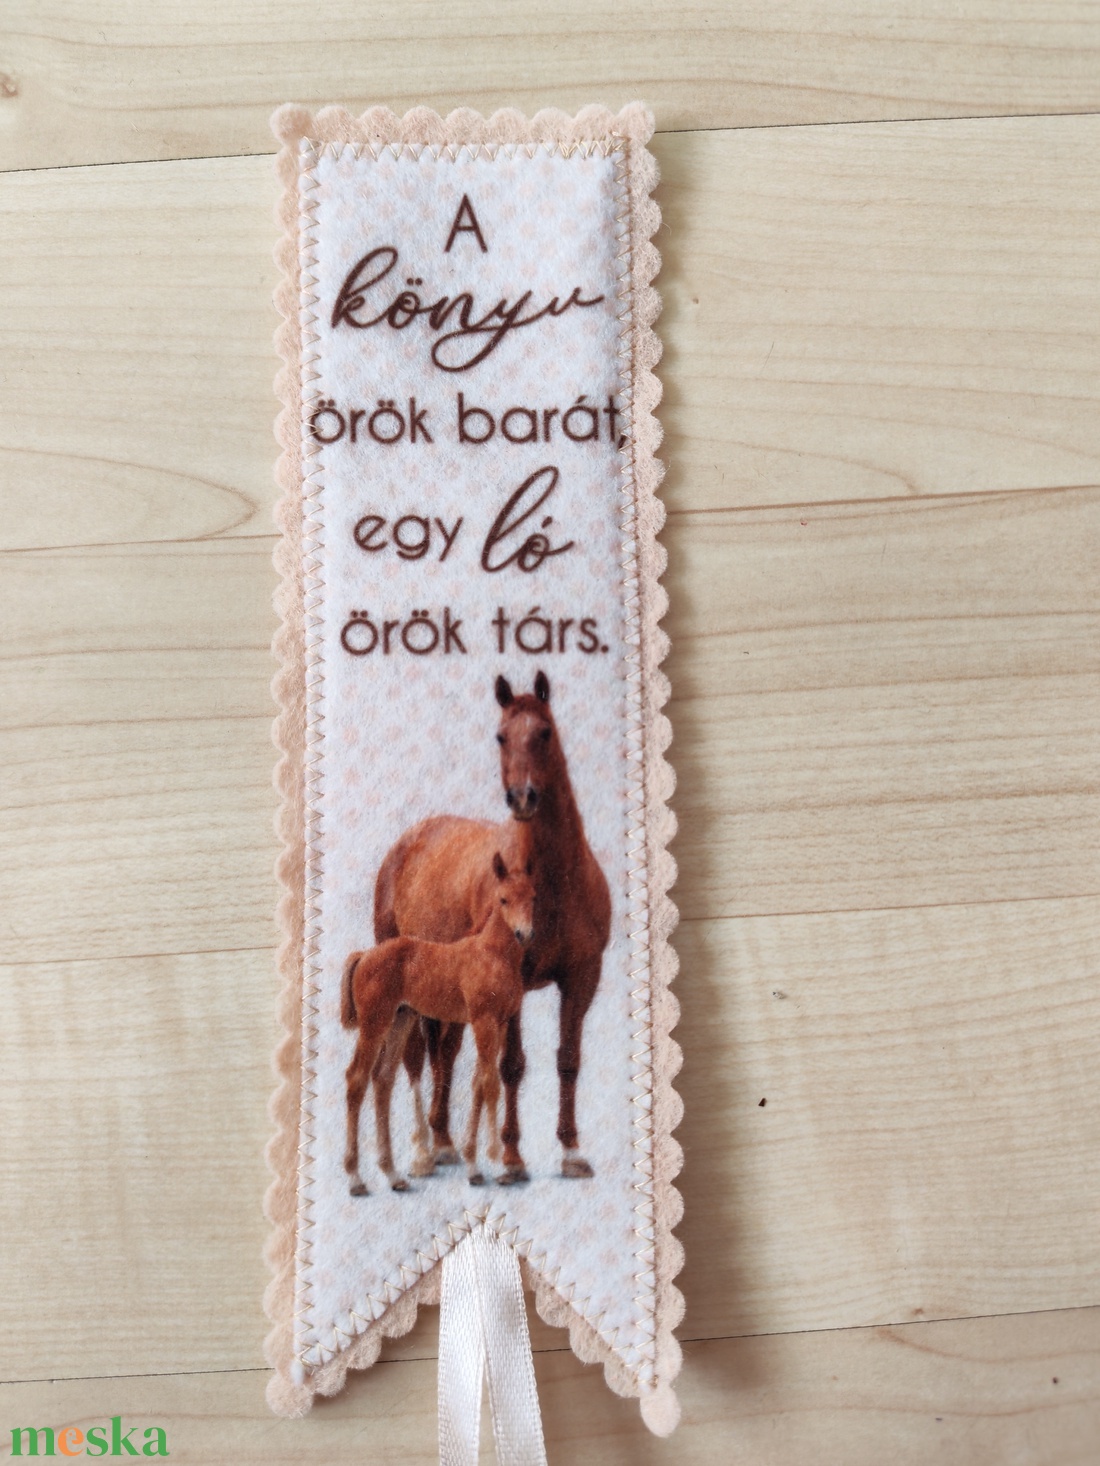 A
könyv
örök barát,
egy ló
örök társ.
meska